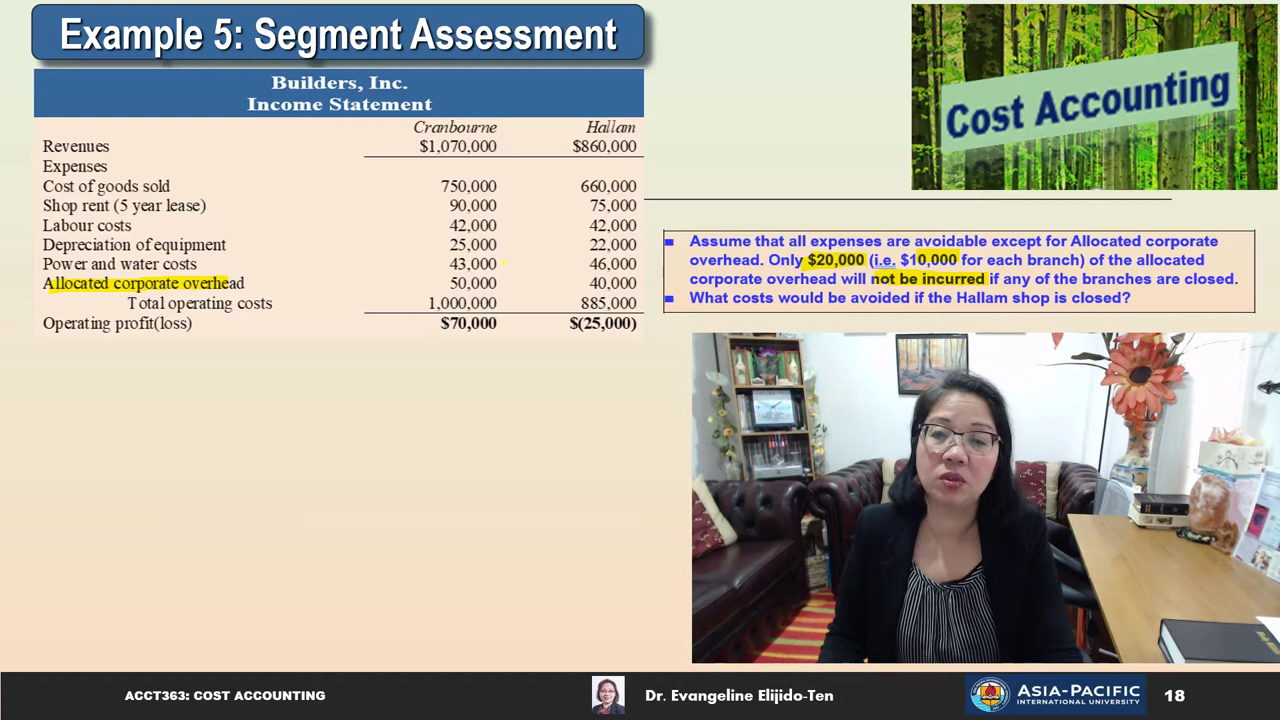 Example 5: Segment Assessment
Builders, Inc.
Income Statement
Cranbourne Hallam
Revenues $1,070,000 $860,000
Expenses
Cost of goods sold 750,000 660,000
Shop rent (5 year lease) 90,000 75,000
Labour costs 42,000 42,000
Depreciation of equipment 25,000 22,000
Power and water costs 43,000 46,000
Allocated corporate overhead 50,000 40,000
Total operating costs 1,000,000 885,000
Operating profit(loss) $70,000 $(25,000)
Cost Accounting
Assume that all expenses are avoidable except for Allocated corporate
overhead. Only $20,000 (i.e. $10,000 for each branch) of the allocated
corporate overhead will not be incurred if any of the branches are closed.
What costs would be avoided if the Hallam shop is closed?
ACCT363: COST ACCOUNTING
Dr. Evangeline Elijido-Ten
ASIA-PACIFIC
INTERNATIONAL UNIVERSITY
18